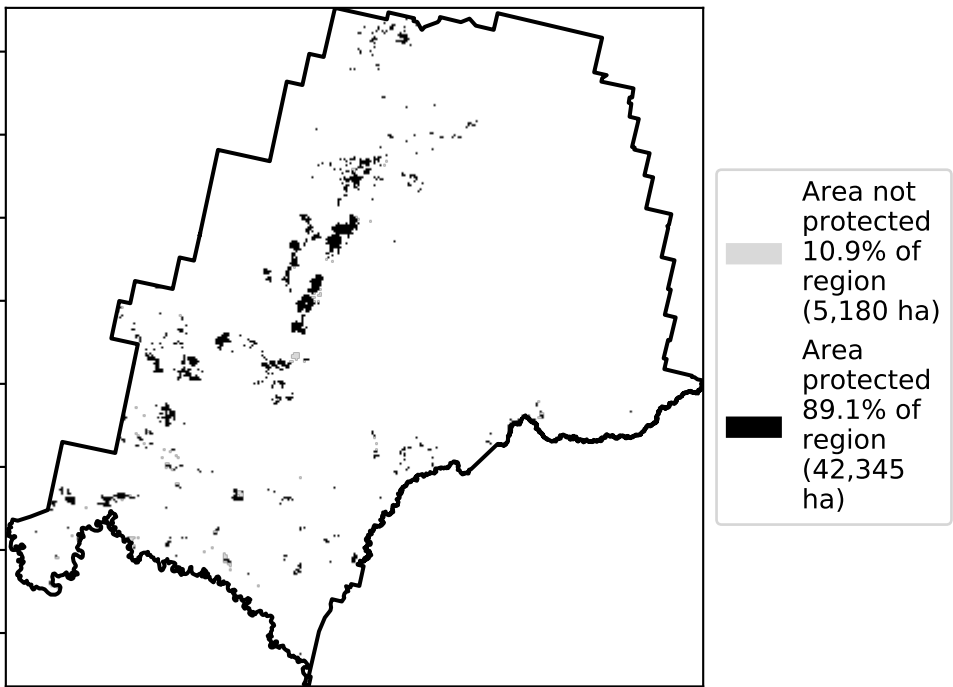 Area not
protected
10.9% of
region
(5,180 ha)
Area
protected
89.1% of
region
(42,345
ha)